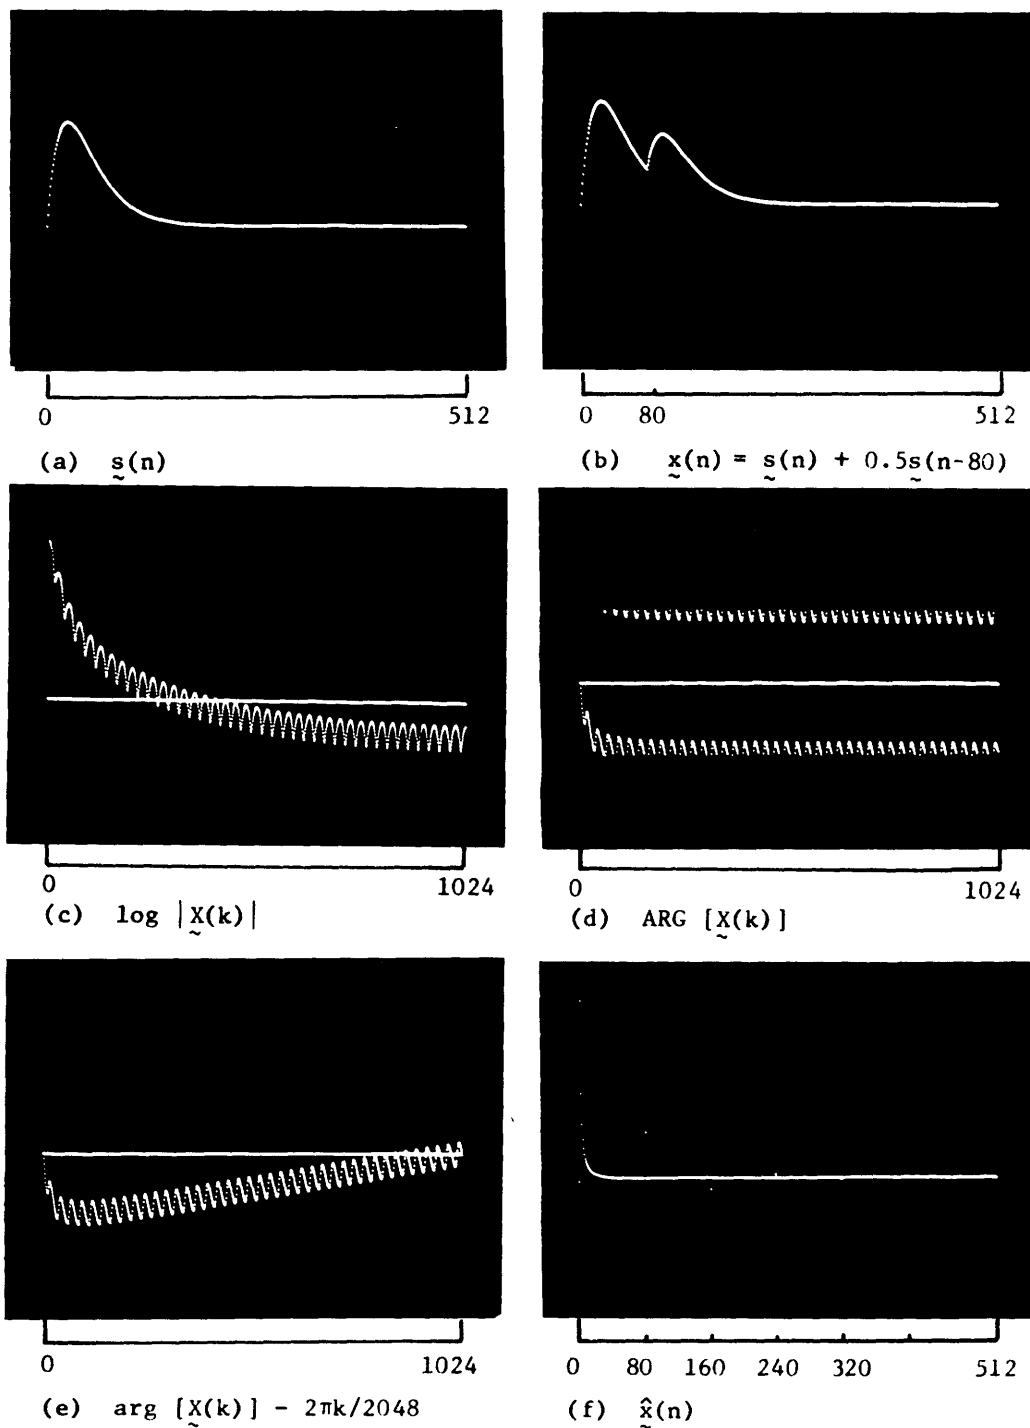 0 512
0 80 512
(a) s(n)
(b) x(n) = s(n) + 0.5s(n-80)
0 1024
0 1024
(c) log |X(k)|
(d) ARG [X(k)]
0 1024
0 80 160 240 320 512
(e) arg [X(k)] - 2πk/2048
(f) x̂(n)